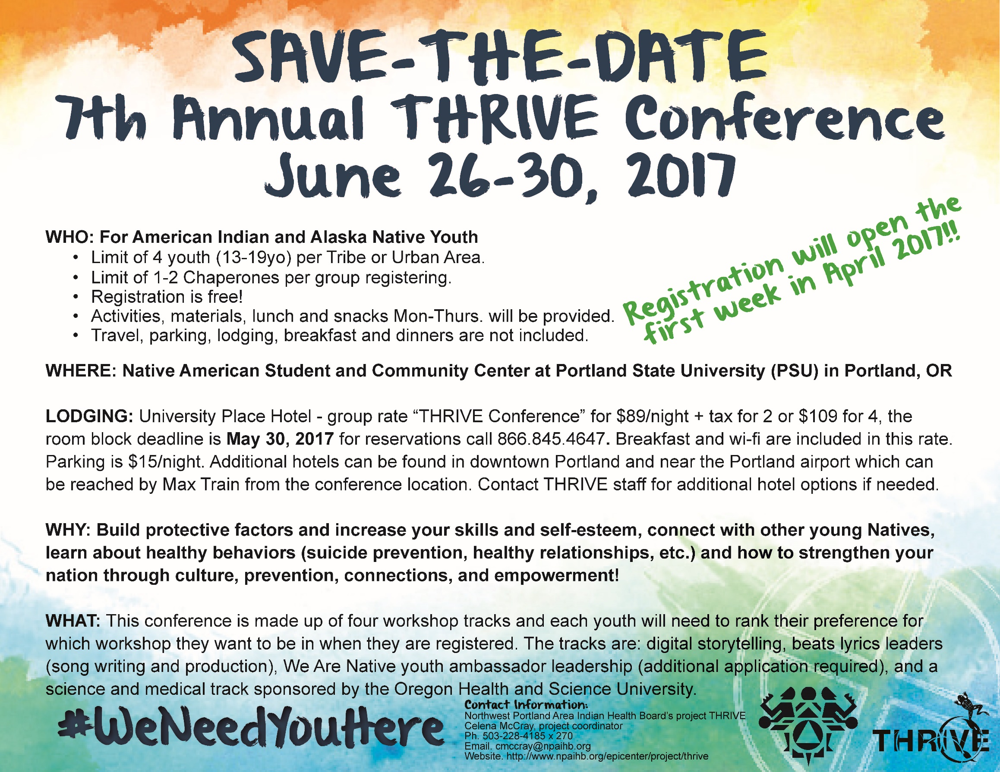 SAVE-THE-DATE
7th Annual THRIVE Conference
June 26-30, 2017
Registration will open the
first week in April 2017!!
WHO: For American Indian and Alaska Native Youth
• Limit of 4 youth (13-19yo) per Tribe or Urban Area.
• Limit of 1-2 Chaperones per group registering.
• Registration is free!
• Activities, materials, lunch and snacks Mon-Thurs. will be provided.
• Travel, parking, lodging, breakfast and dinners are not included.
WHERE: Native American Student and Community Center at Portland State University (PSU) in Portland, OR
LODGING: University Place Hotel - group rate “THRIVE Conference” for $89/night + tax for 2 or $109 for 4, the
room block deadline is May 30, 2017 for reservations call 866.845.4647. Breakfast and wi-fi are included in this rate.
Parking is $15/night. Additional hotels can be found in downtown Portland and near the Portland airport which can
be reached by Max Train from the conference location. Contact THRIVE staff for additional hotel options if needed.
WHY: Build protective factors and increase your skills and self-esteem, connect with other young Natives,
learn about healthy behaviors (suicide prevention, healthy relationships, etc.) and how to strengthen your
nation through culture, prevention, connections, and empowerment!
WHAT: This conference is made up of four workshop tracks and each youth will need to rank their preference for
which workshop they want to be in when they are registered. The tracks are: digital storytelling, beats lyrics leaders
(song writing and production), We Are Native youth ambassador leadership (additional application required), and a
science and medical track sponsored by the Oregon Health and Science University.
#WeNeedYouHere
Contact Information:
Northwest Portland Area Indian Health Board’s project THRIVE
Celena McCray, project coordinator
Ph. 503-228-4185 x 270
Email. cmccray@npaihb.org
Website. http://www.npaihb.org/epicenter/project/thrive
THRIVE